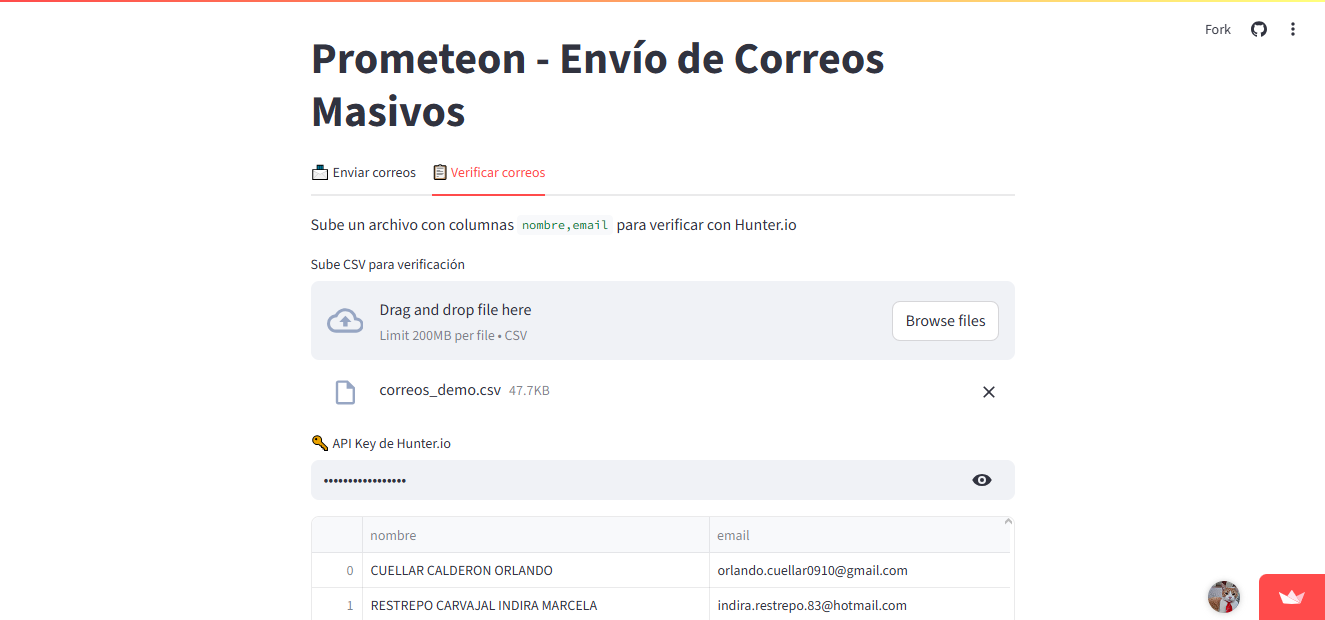 Fork
Prometeon - Envío de Correos
Masivos
Enviar correos Verificar correos
Sube un archivo con columnas nombre,email para verificar con Hunter.io
Sube CSV para verificación
Drag and drop file here
Limit 200MB per file • CSV
Browse files
correos_demo.csv 47.7KB
API Key de Hunter.io
•••••••••••••••••
nombre email
0 CUELLAR CALDERON ORLANDO orlando.cuellar0910@gmail.com
1 RESTREPO CARVAJAL INDIRA MARCELA indira.restrepo.83@hotmail.com